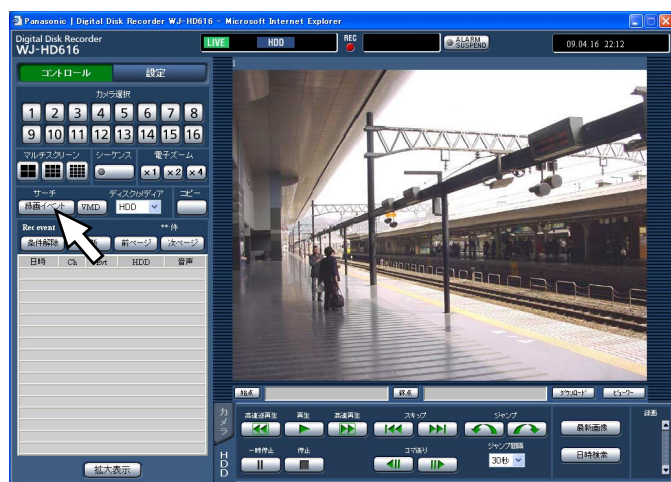 Panasonic | Digital Disk Recorder WJ-HD616 - Microsoft Internet Explorer
Digital Disk Recorder
WJ-HD616
LIVE HDD REC ALARM SUSPEND 09.04.16 22:12
コントロール 設定
カメラ選択
1 2 3 4 5 6 7 8
9 10 11 12 13 14 15 16
マルチスクリーン シーケンス 電子ズーム
×1 ×2 ×4
サーチ ディスク/メディア コピー
録画イベント VMD HDD
Rec event ** 件
条件解除 前ページ 次ページ
日時 Ch HDD 音声
拡大表示
1
始点 終点 ダウンロード ビューワー
カメラ
HDD
高速逆再生 再生 高速再生 スキップ ジャンプ
最新画像
録画
一時停止 停止 コマ送り ジャンプ間隔
30秒
日時検索